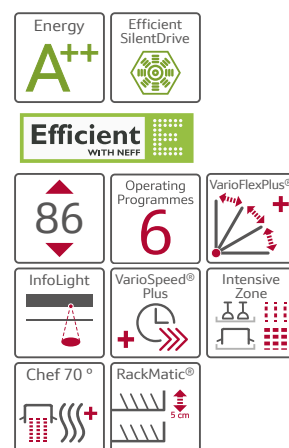 Energy
A++
Efficient
SilentDrive
Efficient E
WITH NEFF
86
Operating
Programmes
6
VarioFlexPlus®
+
InfoLight
VarioSpeed®
Plus
+
Intensive
Zone
Chef 70 º
+
RackMatic®
5 cm